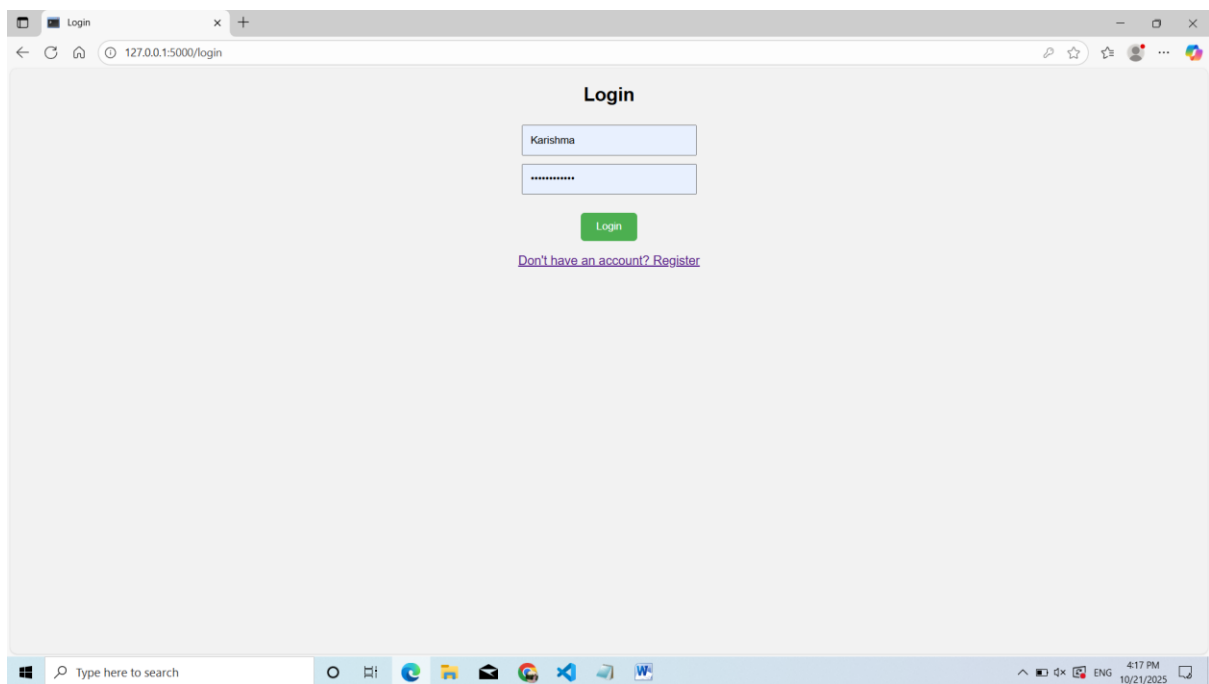 Login
127.0.0.1:5000/login
Login
Karishma
••••••••••••
Login
Don't have an account? Register
Type here to search
ENG
4:17 PM
10/21/2025